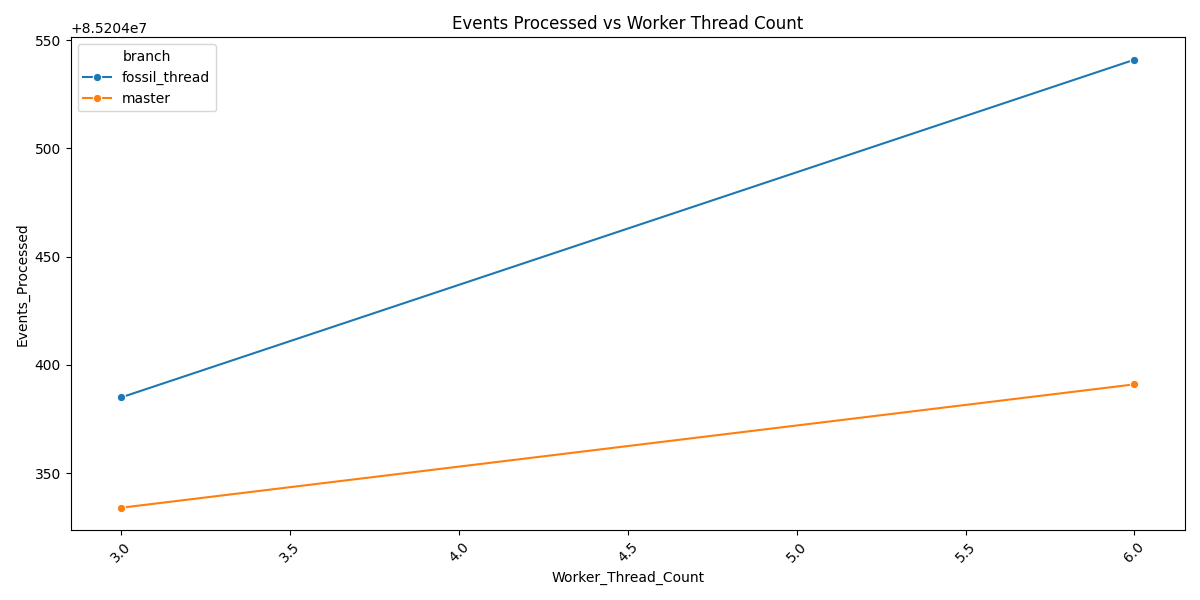 Events Processed vs Worker Thread Count
+8.5204e7
550
500
450
400
350
Events_Processed
branch
fossil_thread
master
3.0
3.5
4.0
4.5
5.0
5.5
6.0
Worker_Thread_Count